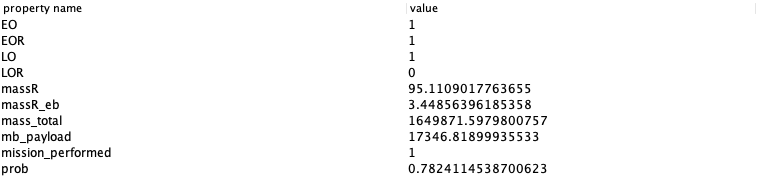 property name value
EO 1
EOR 1
LO 1
LOR 0
massR 95.1109017763655
massR_eb 3.44856396185358
mass_total 1649871.5979800757
mb_payload 17346.81899935533
mission_performed 1
prob 0.7824114538700623